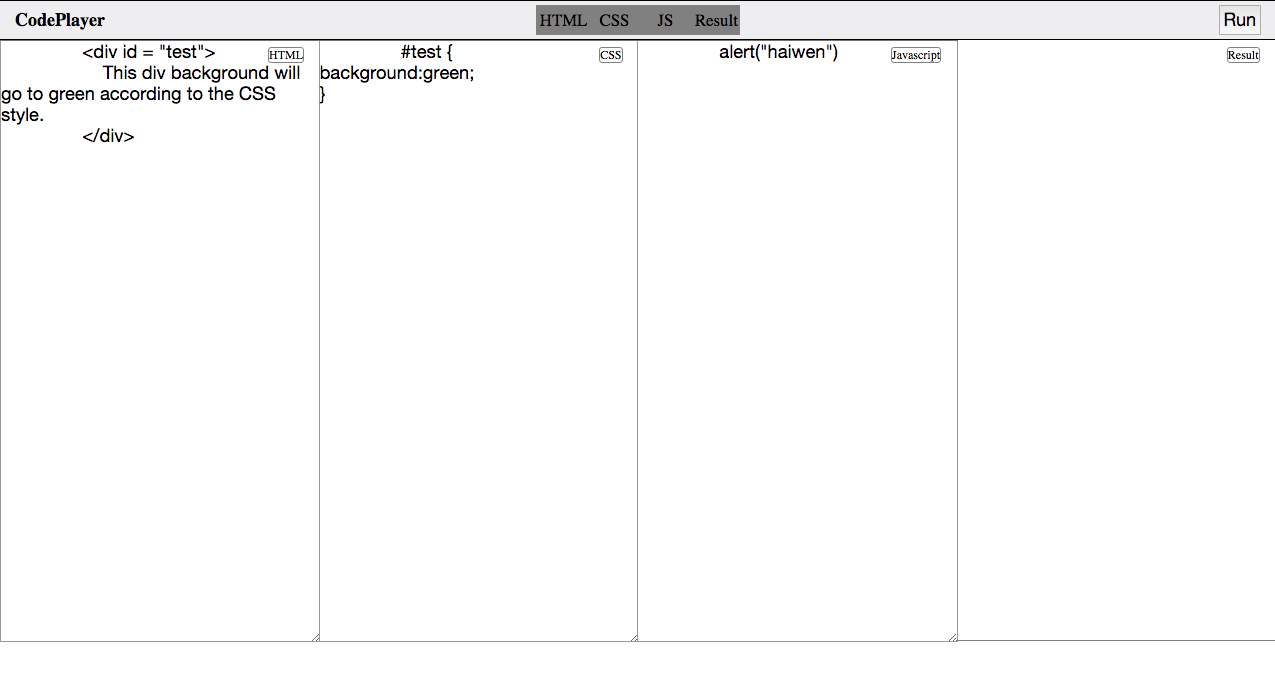 CodePlayer HTML CSS JS Result Run
<div id = "test">
HTML
This div background will
go to green according to the CSS
style.
</div>
#test {
CSS
background:green;
}
alert("haiwen")
Javascript
Result